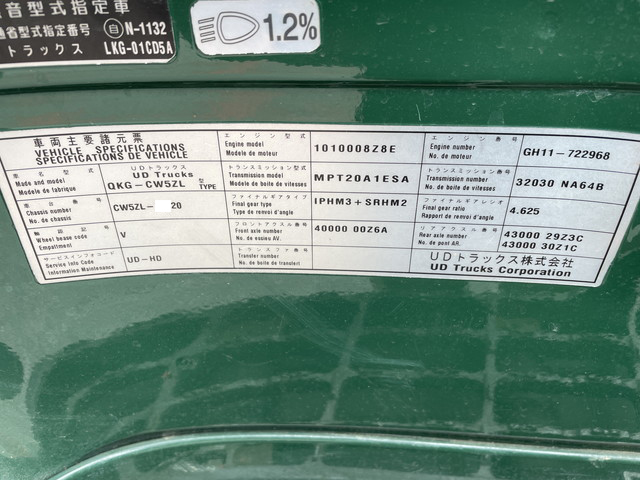 音型式指定車
省型式指定番号 自 N-1132
トラックス LKG-01CD5A
1.2%
車両主要諸元票
VEHICLE SPECIFICATIONS
SPECIFICATIONS DE VEHICLE
車名型式
Made and model
Modele de fabrique
UDトラックス
UD Trucks
QKG-CW5ZL 型 TYPE
車台番号
Chassis number
No. de chassis
CW5ZL- 20
軸距記号
Wheel besee code
Empattement
V
サービスインフォコード
Service Info Code
Information Maintenance
UD-HD
エンジン型式
Engine model
Modele de moteur
1010008Z8E
トランスミッション型式
Transmission model
Modele de boite de vitesses
MPT20A1ESA
ファイナルギアタイプ
Final gear type
Type de renvoi d'angle
IPHM3+SRHM2
フロントアクスル番号
Front axle number
No. de essieu AV.
40000 00Z6A
トランスファ番号
Transfer number
No. de boite de transfert
エンジン番号
Engine number
No. de moteur
GH11-722968
トランスミッション番号
Transmission number
No. de boite de vitesses
32030 NA64B
ファイナルギアレシオ
Final gear ratio
Rapport de renvoi d'angle
4.625
リアアクスル番号
Rear axle number
No. de pont AR.
43000 29Z3C
43000 30Z1C
UDトラックス株式会社
UD Trucks Corporation